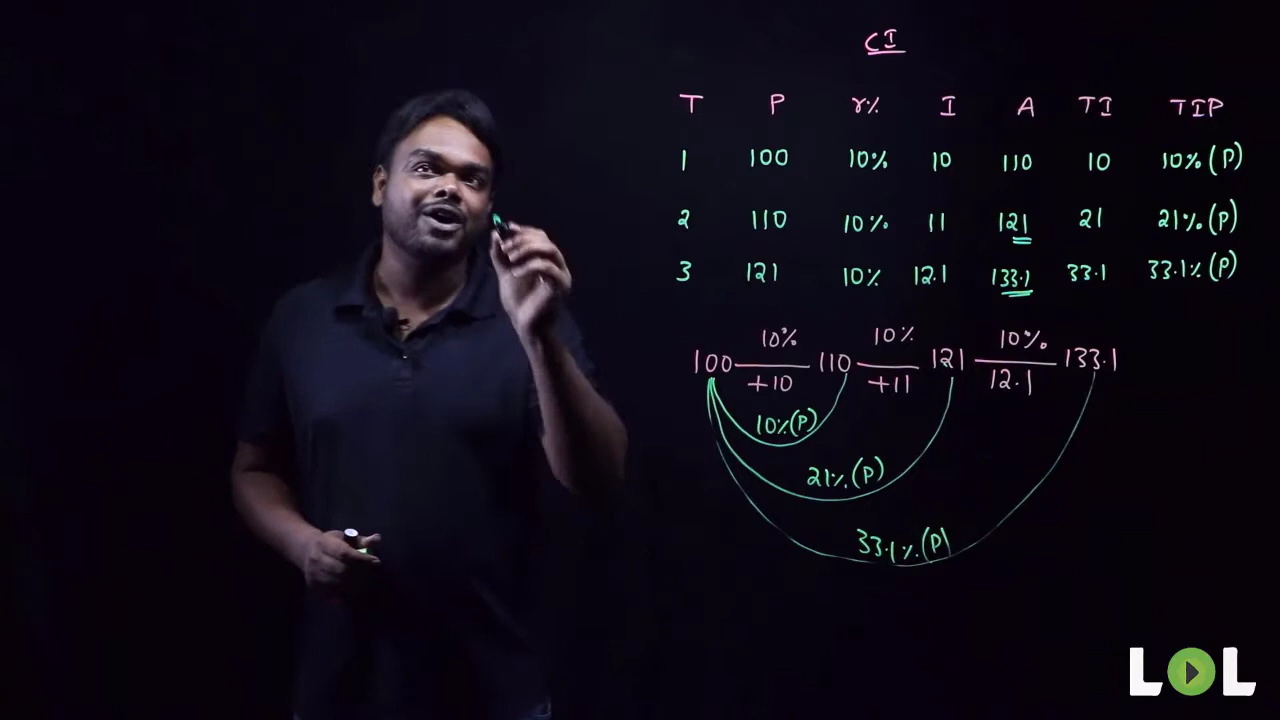 CI
T P r% I A TI TIP
1 100 10% 10 110 10 10% (P)
2 110 10% 11 121 21 21% (P)
3 121 10% 12.1 133.1 33.1 33.1% (P)
10% 10% 10%
100 110 121 133.1
+10 +11 12.1
10% (P)
21% (P)
33.1% (P)
LOL